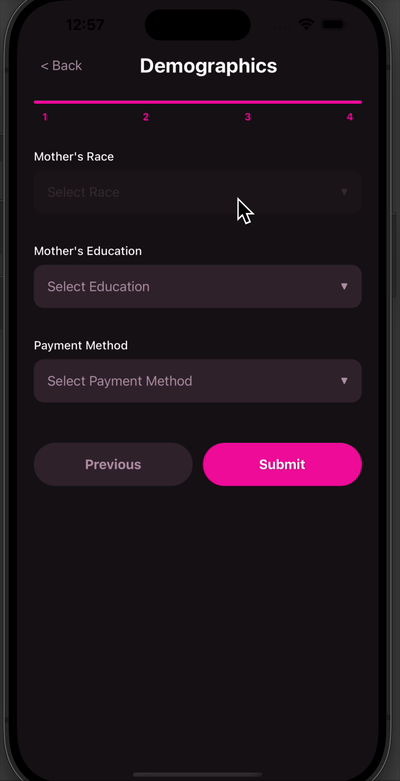 12:57
< Back
Demographics
1 2 3 4
Mother's Race
Select Race
Mother's Education
Select Education
Payment Method
Select Payment Method
Previous
Submit